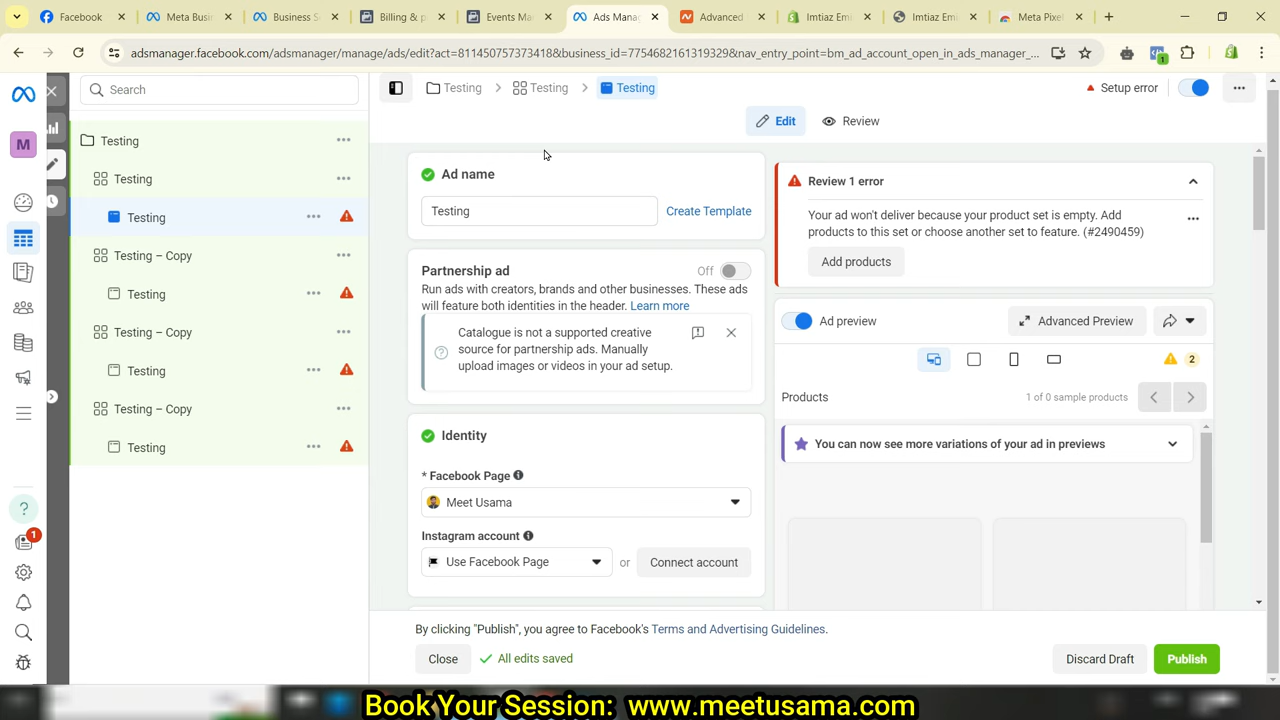 Facebook
Meta Busi
Business S
Billing & p
Events Ma
Ads Manag
Advanced
Imtiaz Em
Imtiaz Em
Meta Pixel
adsmanager.facebook.com/adsmanager/manage/ads/edit?act=811450757373418&business_id=7754682161319329&nav_entry_point=bm_ad_account_open_in_ads_manager_...
1
Search
Testing
Testing
Testing
Setup error
Edit
Review
M
Testing
Testing
Testing
Testing – Copy
Testing
Testing – Copy
Testing
Testing – Copy
Testing
1
Ad name
Testing
Create Template
Partnership ad
Off
Run ads with creators, brands and other businesses. These ads
will feature both identities in the header. Learn more
Catalogue is not a supported creative
source for partnership ads. Manually
upload images or videos in your ad setup.
Identity
* Facebook Page
Meet Usama
Instagram account
Use Facebook Page
or
Connect account
Review 1 error
Your ad won't deliver because your product set is empty. Add
products to this set or choose another set to feature. (#2490459)
Add products
Ad preview
Advanced Preview
2
Products
1 of 0 sample products
You can now see more variations of your ad in previews
By clicking "Publish", you agree to Facebook's Terms and Advertising Guidelines.
Close
All edits saved
Discard Draft
Publish
Book Your Session: www.meetusama.com